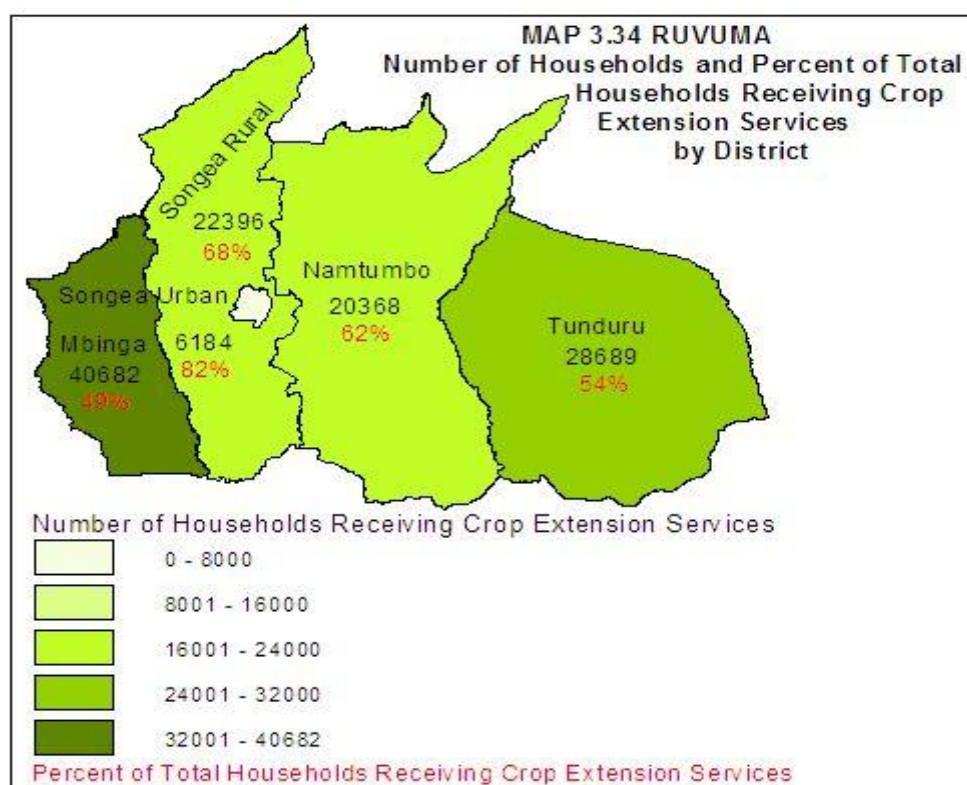 MAP 3.34 RUVUMA
Number of Households and Percent of Total
Households Receiving Crop
Extension Services
by District
Songea Rural
22396
68%
Songea Urban
6184
82%
Mbinga
40682
49%
Namtumbo
20368
62%
Tunduru
28689
54%
Number of Households Receiving Crop Extension Services
0 - 8000
8001 - 16000
16001 - 24000
24001 - 32000
32001 - 40682
Percent of Total Households Receiving Crop Extension Services